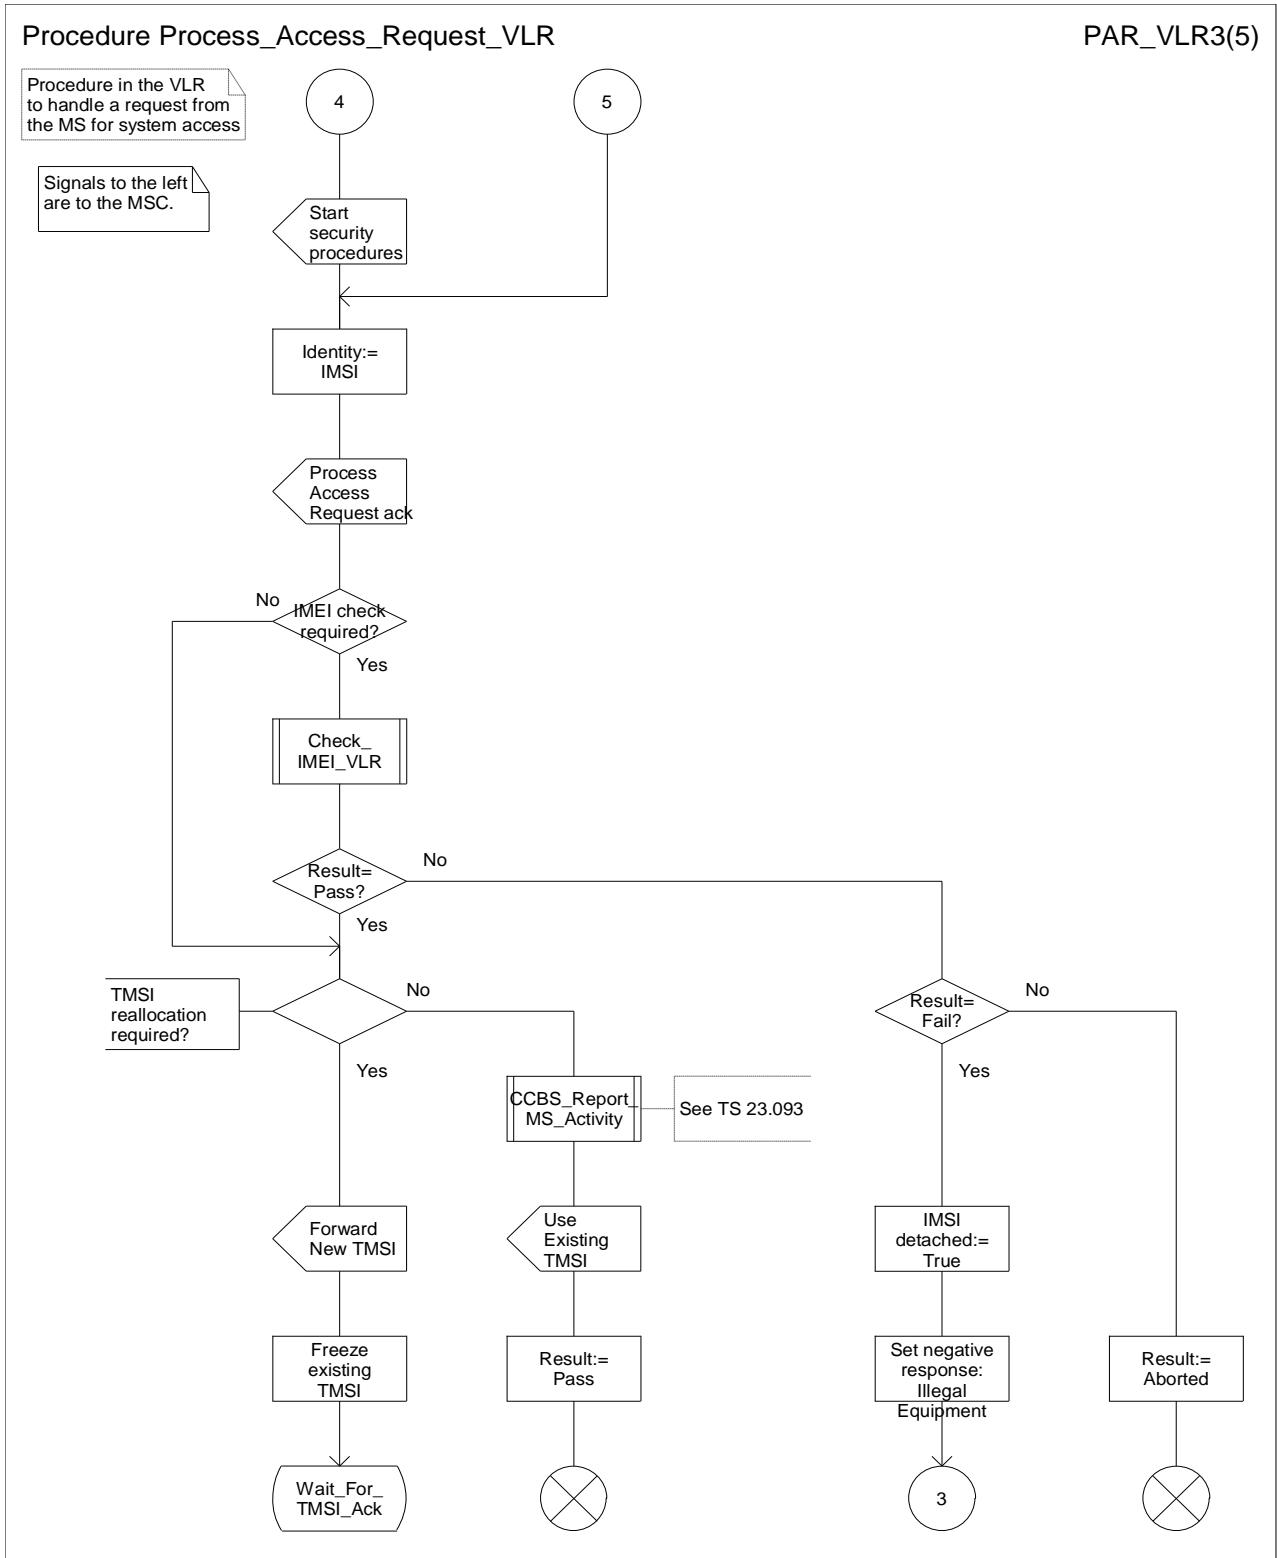 Procedure Process_Access_Request_VLR
PAR_VLR3(5)
Procedure in the VLR
to handle a request from
the MS for system access
4
5
Signals to the left
are to the MSC.
Start
security
procedures
Identity:=
IMSI
Process
Access
Request ack
No
IMEI check
required?
Yes
Check_
IMEI_VLR
Result=
Pass?
No
Yes
TMSI
reallocation
required?
No
Yes
Result=
Fail?
No
Yes
CCBS_Report_
MS_Activity
See TS 23.093
Forward
New TMSI
Use
Existing
TMSI
IMSI
detached:=
True
Freeze
existing
TMSI
Result:=
Pass
Set negative
response:
Illegal
Equipment
Result:=
Aborted
Wait_For_
TMSI_Ack
3